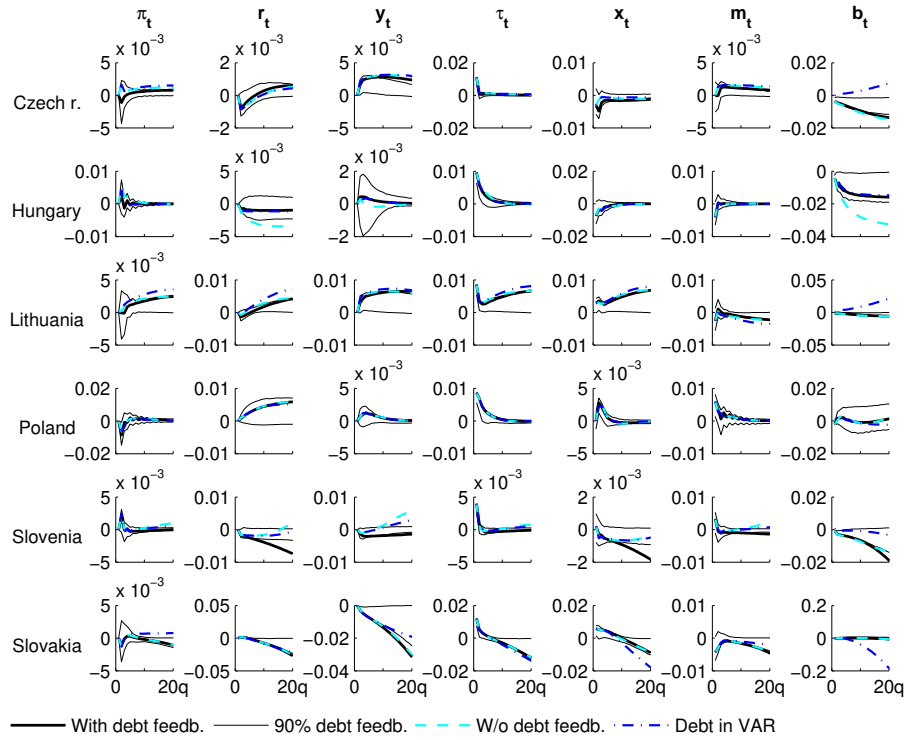 π_t r_t y_t τ_t x_t m_t b_t
x 10^−3 x 10^−3 x 10^−3 x 10^−3
Czech r.
5 0 −5
2 0 −2
5 0 −5
0.02 0 −0.02
0.01 0 −0.01
5 0 −5
0.02 0 −0.02
x 10^−3 x 10^−3
Hungary
0.01 0 −0.01
5 0 −5
2 0 −2
0.01 0 −0.01
0.02 0 −0.02
0.01 0 −0.01
0 −0.02 −0.04
x 10^−3
Lithuania
5 0 −5
0.01 0 −0.01
0.01 0 −0.01
0.01 0 −0.01
0.01 0 −0.01
0.01 0 −0.01
0.05 0 −0.05
x 10^−3 x 10^−3
Poland
0.02 0 −0.02
0.01 0 −0.01
5 0 −5
0.01 0 −0.01
5 0 −5
0.01 0 −0.01
0.02 0 −0.02
x 10^−3 x 10^−3 x 10^−3
Slovenia
5 0 −5
0.01 0 −0.01
0.01 0 −0.01
5 0 −5
2 0 −2
0.01 0 −0.01
0.02 0 −0.02
x 10^−3
Slovakia
5 0 −5
0.05 0 −0.05
0 −0.02 −0.04
0.02 0 −0.02
0.02 0 −0.02
0.01 0 −0.01
0.2 0 −0.2
0 20q 0 20q 0 20q 0 20q 0 20q 0 20q 0 20q
With debt feedb. 90% debt feedb. W/o debt feedb. Debt in VAR